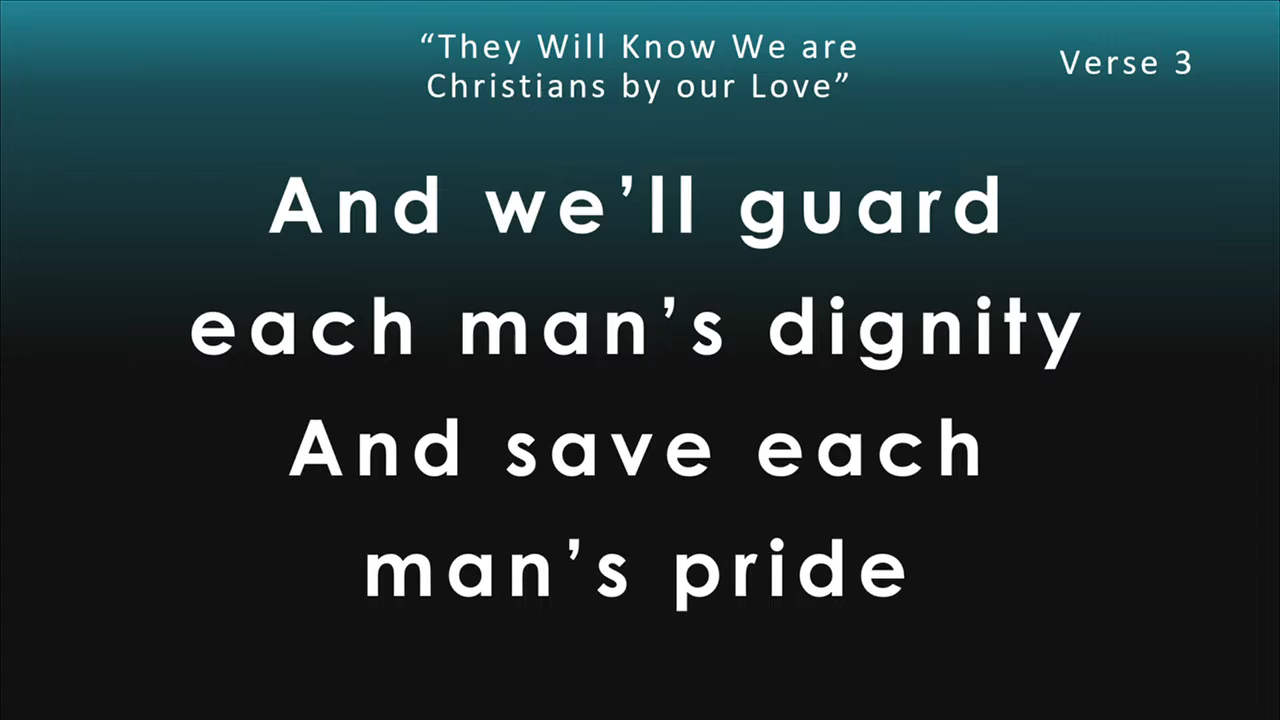 “They Will Know We are
Christians by our Love”
Verse 3
And we’ll guard
each man’s dignity
And save each
man’s pride